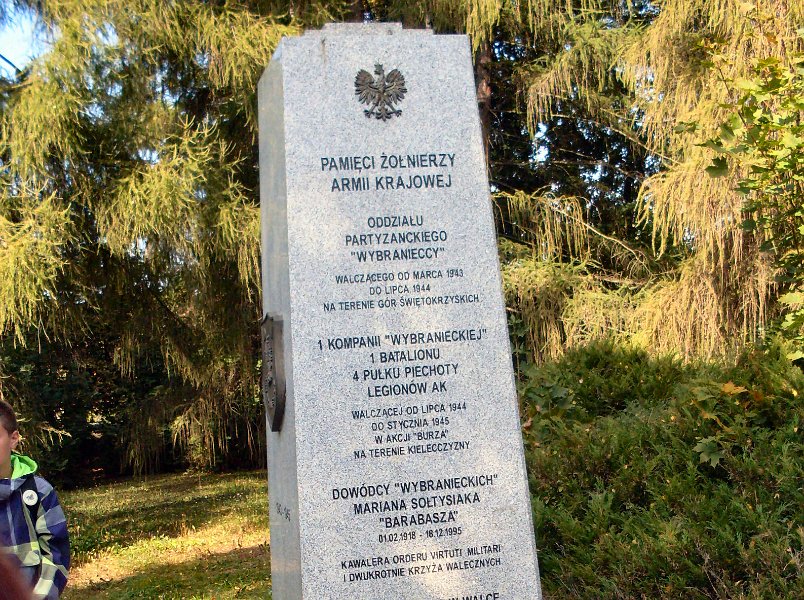 PAMIĘCI ŻOŁNIERZY
ARMII KRAJOWEJ
ODDZIAŁU
PARTYZANCKIEGO
"WYBRANIECCY"
WALCZĄCEGO OD MARCA 1943
DO LIPCA 1944
NA TERENIE GÓR ŚWIĘTOKRZYSKICH
1 KOMPANII "WYBRANIECKIEJ"
1 BATALIONU
4 PUŁKU PIECHOTY
LEGIONÓW AK
WALCZĄCEJ OD LIPCA 1944
DO STYCZNIA 1945
W AKCJI "BURZA"
NA TERENIE KIELECCZYZNY
DOWÓDCY "WYBRANIECKICH"
MARIANA SOŁTYSIAKA
"BARABASZA"
01.02.1918 - 16.12.1995
KAWALERA ORDERU VIRTUTI MILITARI
I DWUKROTNIE KRZYŻA WALECZNYCH
W WALCE